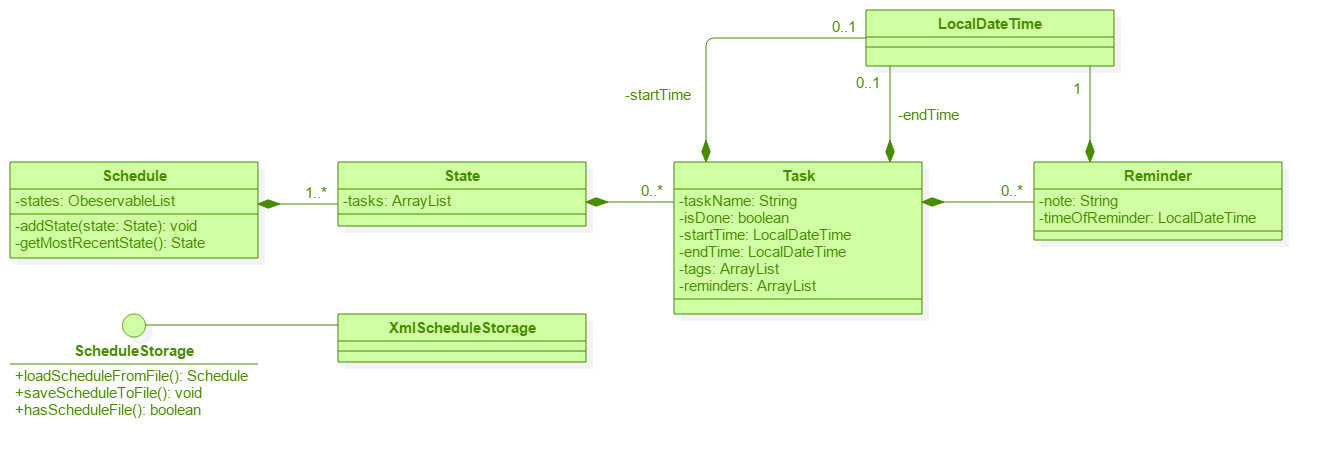 LocalDateTime
0..1
0..1
1
-startTime
-endTime
Schedule
-states: ObeservableList
-addState(state: State): void
-getMostRecentState(): State
1..*
State
-tasks: ArrayList
0..*
Task
-taskName: String
-isDone: boolean
-startTime: LocalDateTime
-endTime: LocalDateTime
-tags: ArrayList
-reminders: ArrayList
0..*
Reminder
-note: String
-timeOfReminder: LocalDateTime
ScheduleStorage
+loadScheduleFromFile(): Schedule
+saveScheduleToFile(): void
+hasScheduleFile(): boolean
XmlScheduleStorage